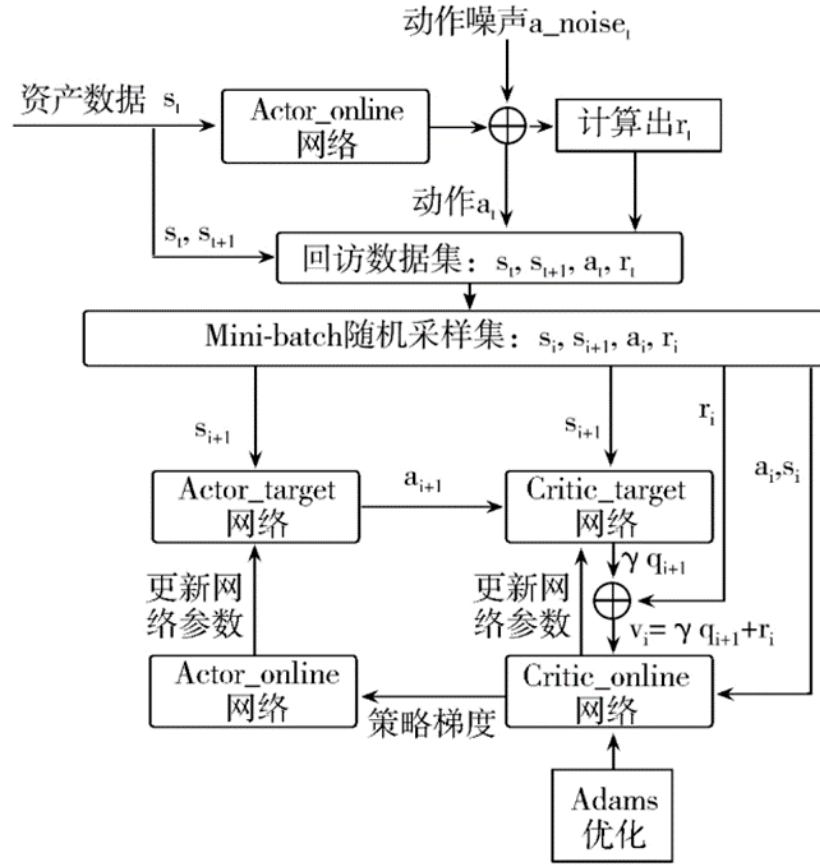 动作噪声a_noiseₜ
资产数据 sₜ
Actor_online
网络
计算出rₜ
动作aₜ
sₜ, sₜ₊₁
回访数据集：sₜ, sₜ₊₁, aₜ, rₜ
Mini-batch随机采样集：sᵢ, sᵢ₊₁, aᵢ, rᵢ
sᵢ₊₁
sᵢ₊₁
rᵢ
aᵢ,sᵢ
Actor_target
网络
aᵢ₊₁
Critic_target
网络
γ qᵢ₊₁
更新网
络参数
更新网
络参数
vᵢ= γ qᵢ₊₁+rᵢ
Actor_online
网络
策略梯度
Critic_online
网络
Adams
优化